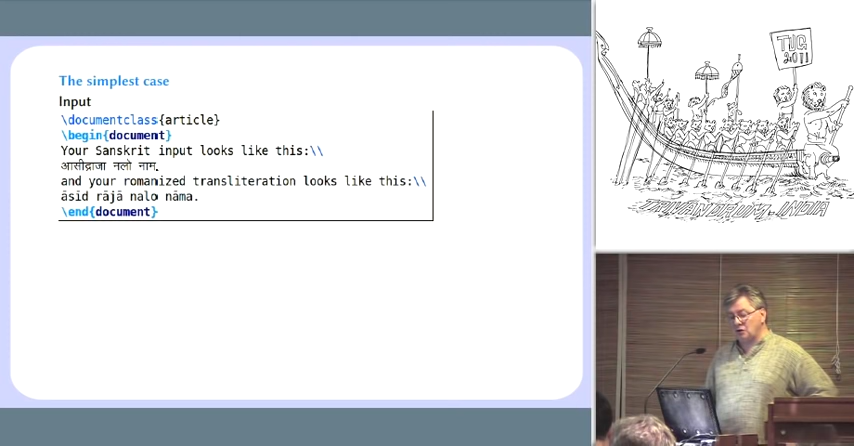 The simplest case
Input
\documentclass{article}
\begin{document}
Your Sanskrit input looks like this:\\
आसीद्राजा नलो नाम.
and your romanized transliteration looks like this:\\
āsid rājā nalo nāma.
\end{document}
TUG
2011
TRIVANDRUM-INDIA